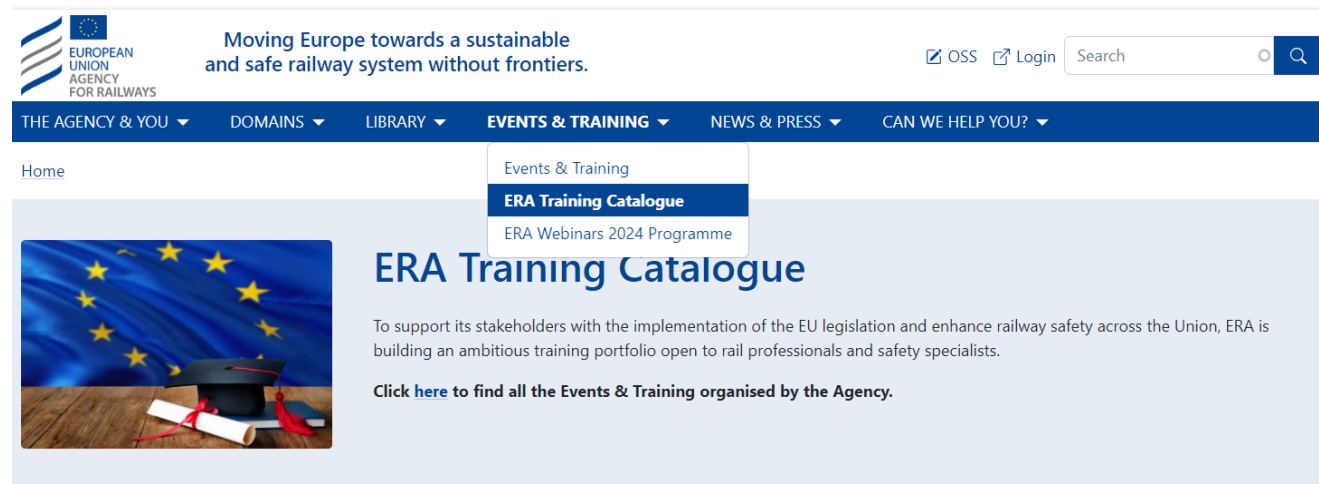 EUROPEAN
UNION
AGENCY
FOR RAILWAYS
Moving Europe towards a sustainable
and safe railway system without frontiers.
OSS Login Search
THE AGENCY & YOU DOMAINS LIBRARY EVENTS & TRAINING NEWS & PRESS CAN WE HELP YOU?
Home
Events & Training
ERA Training Catalogue
ERA Webinars 2024 Programme
ERA Training Catalogue
To support its stakeholders with the implementation of the EU legislation and enhance railway safety across the Union, ERA is
building an ambitious training portfolio open to rail professionals and safety specialists.
Click here to find all the Events & Training organised by the Agency.